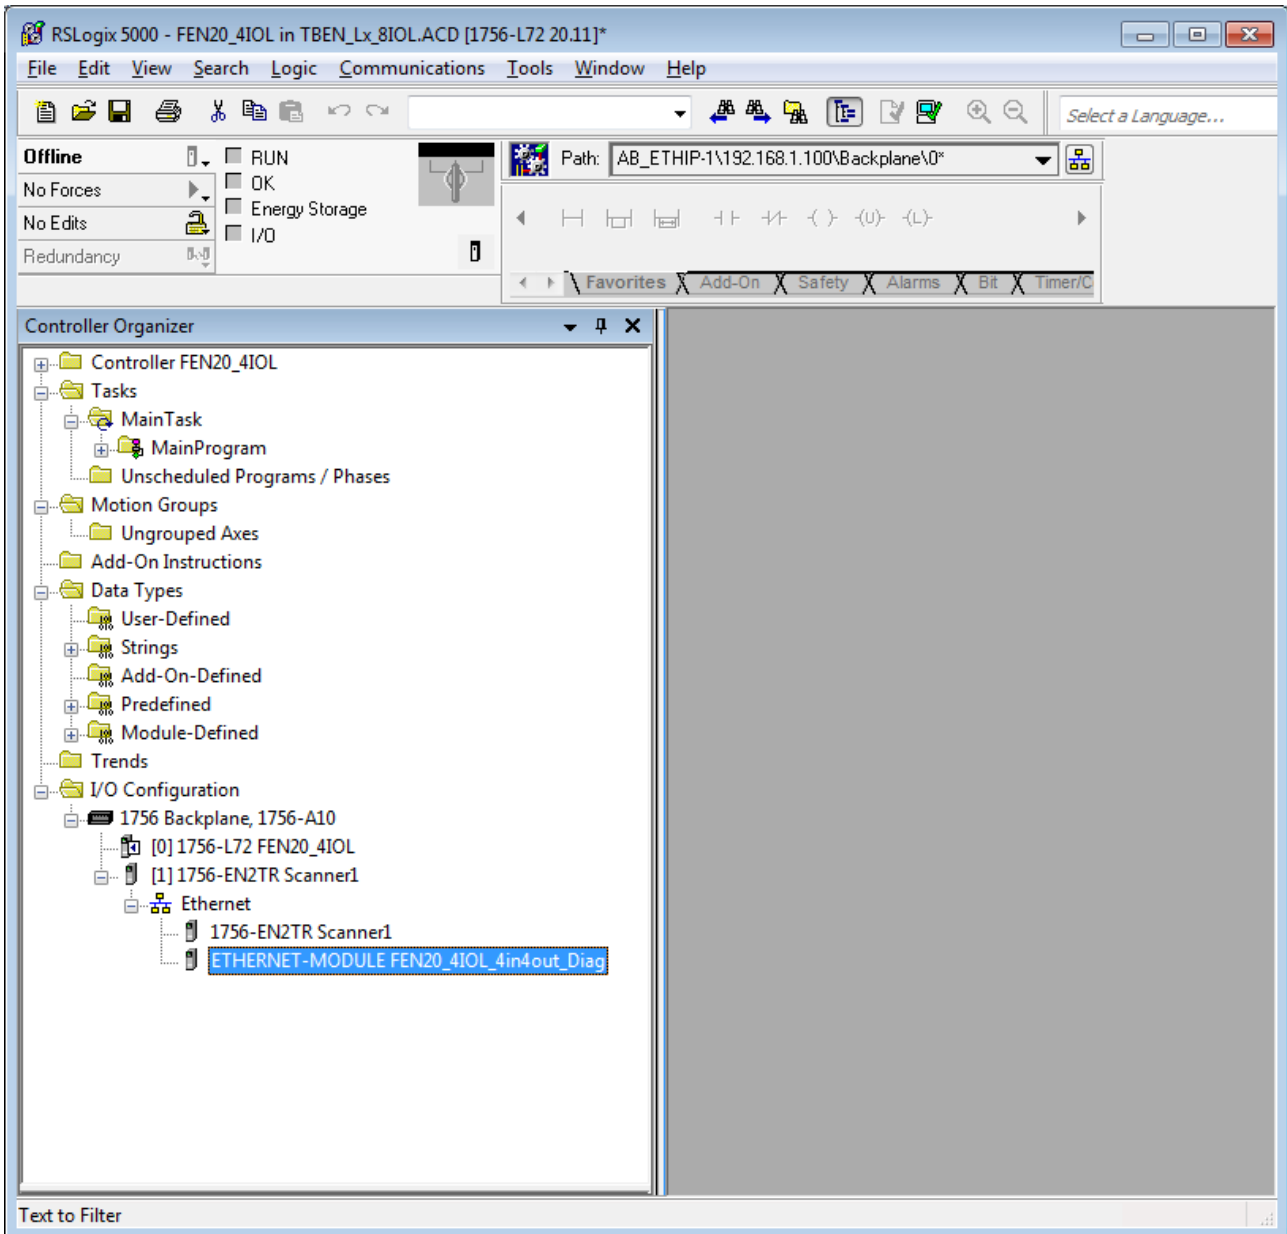 RSLogix 5000 - FEN20_4IOL in TBEN_Lx_8IOL.ACD [1756-L72 20.11]*
File Edit View Search Logic Communications Tools Window Help
Select a Language...
Offline RUN Path: AB_ETHIP-1\192.168.1.100\Backplane\0*
No Forces OK
No Edits Energy Storage
I/O
Redundancy
Favorites Add-On Safety Alarms Bit Timer/C
Controller Organizer
Controller FEN20_4IOL
Tasks
MainTask
MainProgram
Unscheduled Programs / Phases
Motion Groups
Ungrouped Axes
Add-On Instructions
Data Types
User-Defined
Strings
Add-On-Defined
Predefined
Module-Defined
Trends
I/O Configuration
1756 Backplane, 1756-A10
[0] 1756-L72 FEN20_4IOL
[1] 1756-EN2TR Scanner1
Ethernet
1756-EN2TR Scanner1
ETHERNET-MODULE FEN20_4IOL_4in4out_Diag
Text to Filter